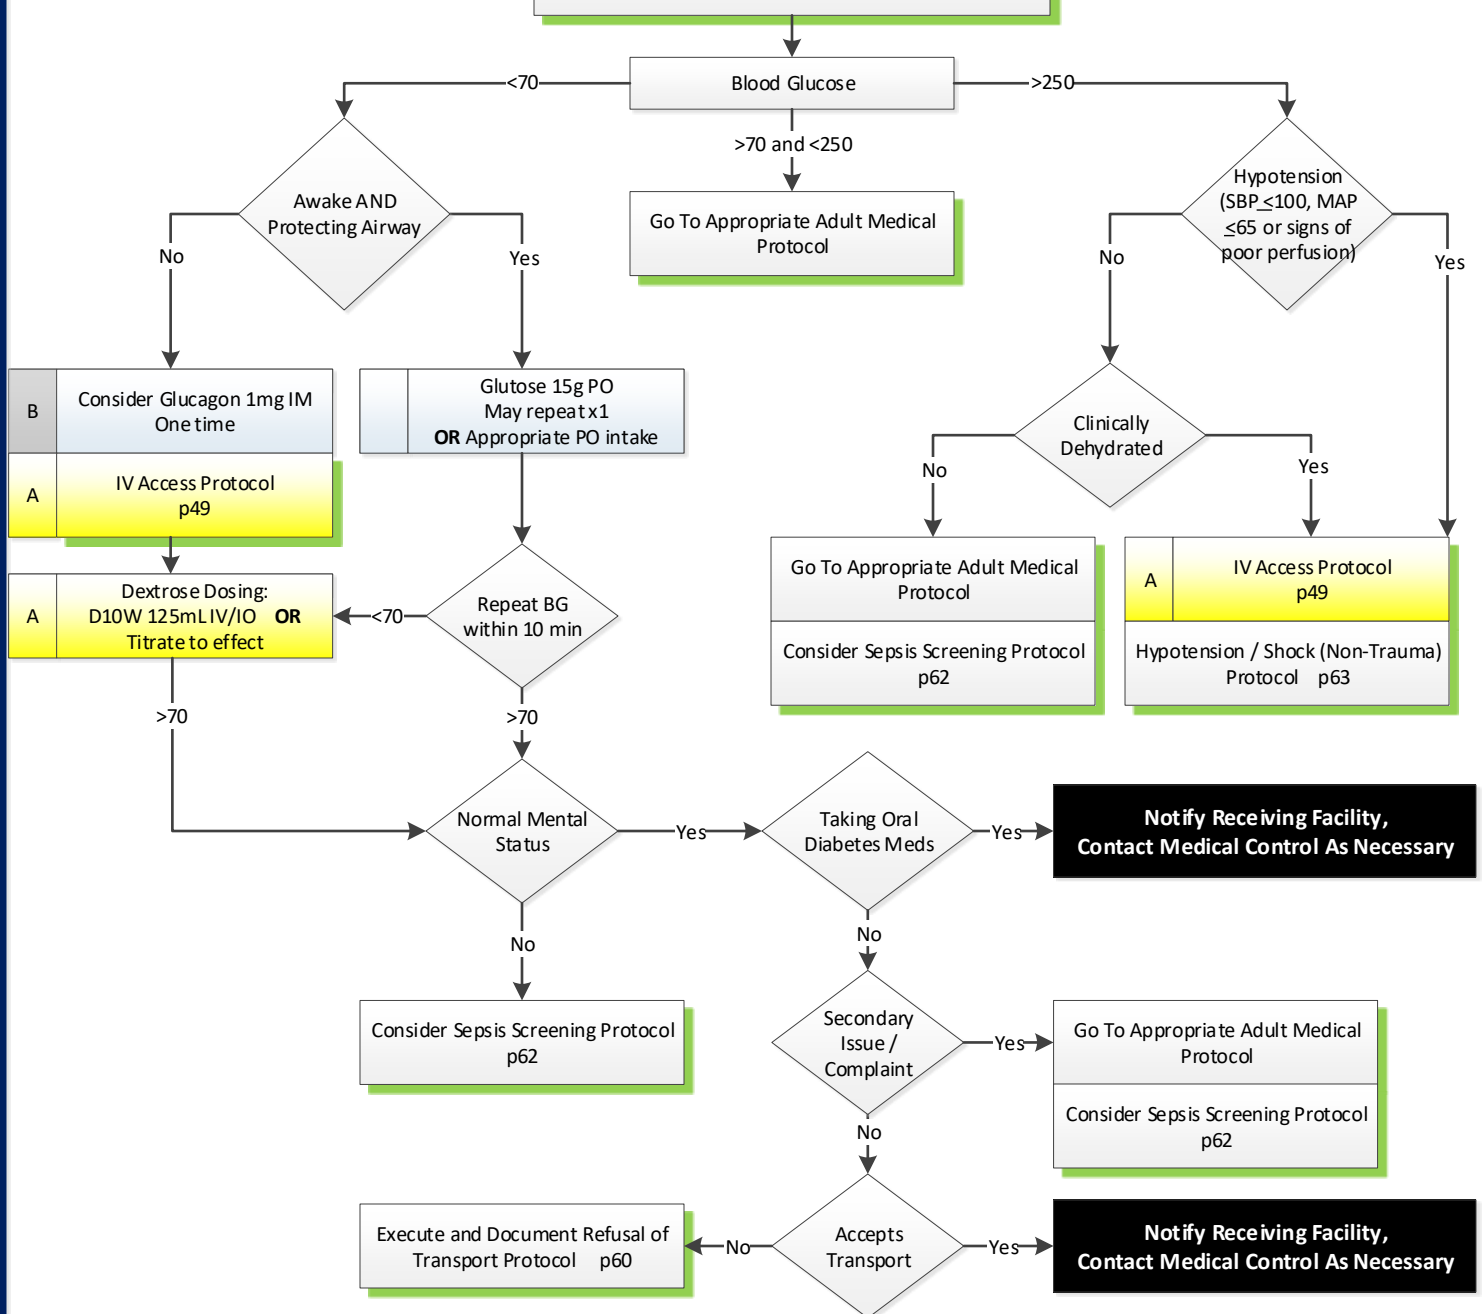 Blood Glucose
<70
>250
>70 and <250
Awake AND
Protecting Airway
Go To Appropriate Adult Medical
Protocol
Hypotension
(SBP ≤100, MAP
≤65 or signs of
poor perfusion)
No
Yes
No
Yes
B
Consider Glucagon 1mg IM
One time
A
IV Access Protocol
p49
Glutose 15g PO
May repeat x1
OR Appropriate PO intake
Clinically
Dehydrated
No
Yes
A
Dextrose Dosing:
D10W 125mL IV/IO OR
Titrate to effect
<70
Repeat BG
within 10 min
Go To Appropriate Adult Medical
Protocol
Consider Sepsis Screening Protocol
p62
A
IV Access Protocol
p49
Hypotension / Shock (Non-Trauma)
Protocol p63
>70
>70
Normal Mental
Status
Yes
Taking Oral
Diabetes Meds
Yes
Notify Receiving Facility,
Contact Medical Control As Necessary
No
No
Consider Sepsis Screening Protocol
p62
Secondary
Issue /
Complaint
Yes
Go To Appropriate Adult Medical
Protocol
Consider Sepsis Screening Protocol
p62
No
Execute and Document Refusal of
Transport Protocol p60
No
Accepts
Transport
Yes
Notify Receiving Facility,
Contact Medical Control As Necessary